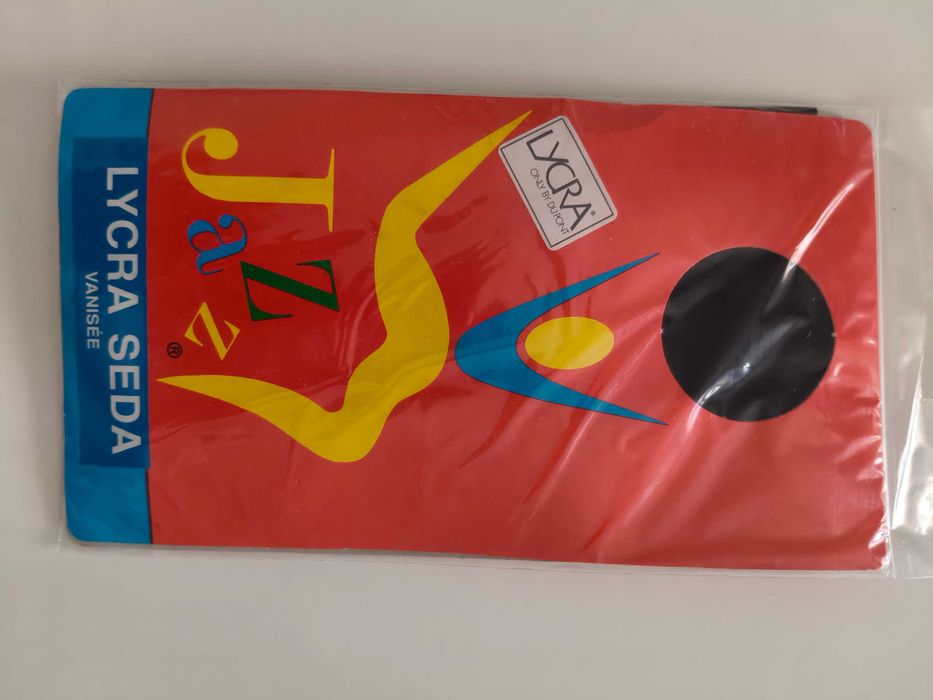 LYCRA®
ONLY BY DUPONT
JaZz®
LYCRA SEDA
VANISÉE